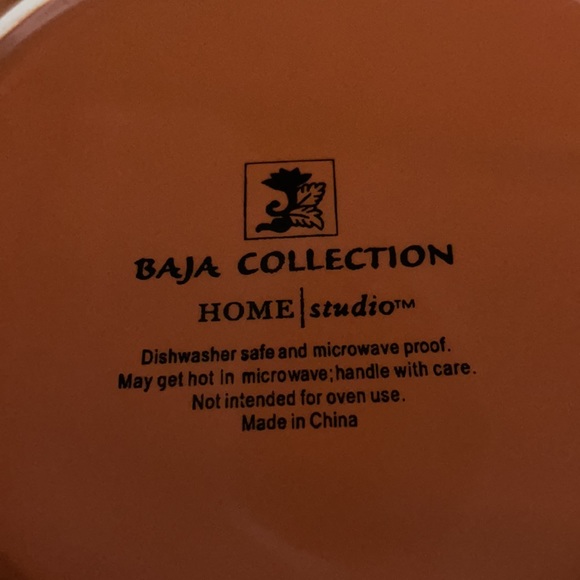 BAJA COLLECTION
HOME|studio™
Dishwasher safe and microwave proof.
May get hot in microwave; handle with care.
Not intended for oven use.
Made in China